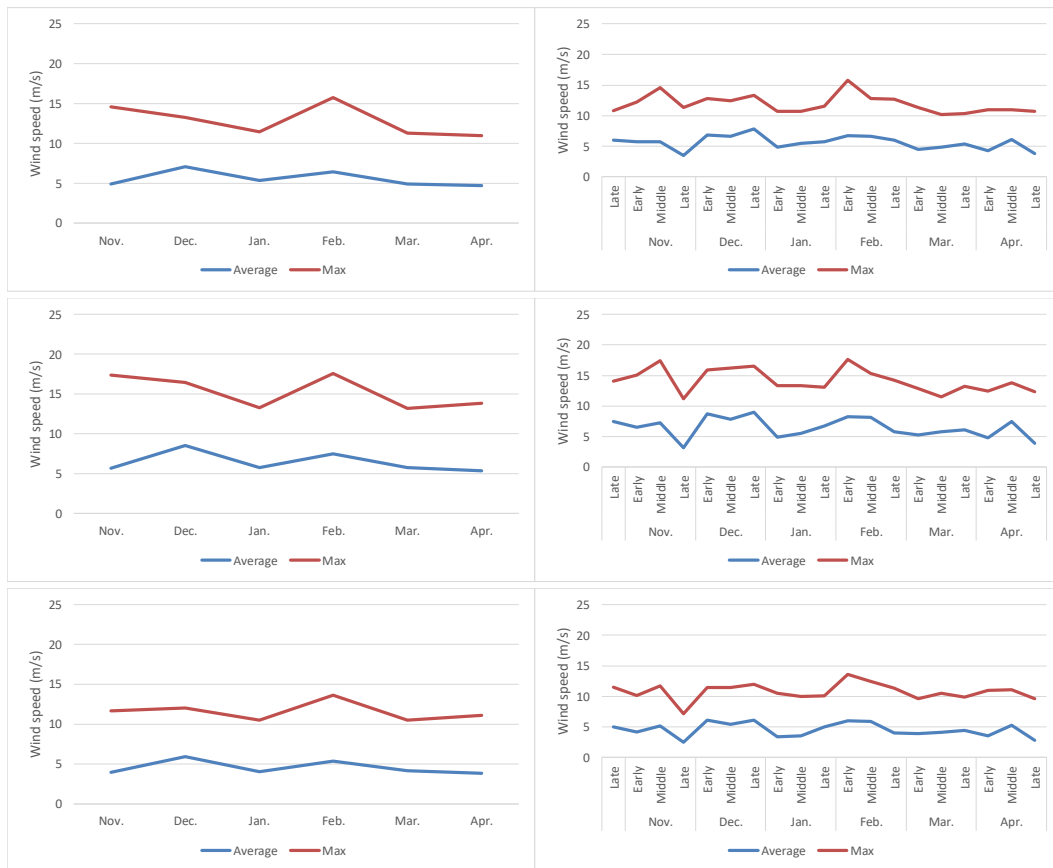 25
20
15
10
5
0
Wind speed (m/s)
Nov. Dec. Jan. Feb. Mar. Apr.
Average Max
25
20
15
10
5
0
Wind speed (m/s)
Late Early Middle Late Early Middle Late Early Middle Late Early Middle Late Early Middle Late Early Middle Late
Nov. Dec. Jan. Feb. Mar. Apr.
Average Max
25
20
15
10
5
0
Wind speed (m/s)
Nov. Dec. Jan. Feb. Mar. Apr.
Average Max
25
20
15
10
5
0
Wind speed (m/s)
Late Early Middle Late Early Middle Late Early Middle Late Early Middle Late Early Middle Late Early Middle Late
Nov. Dec. Jan. Feb. Mar. Apr.
Average Max
25
20
15
10
5
0
Wind speed (m/s)
Nov. Dec. Jan. Feb. Mar. Apr.
Average Max
25
20
15
10
5
0
Wind speed (m/s)
Late Early Middle Late Early Middle Late Early Middle Late Early Middle Late Early Middle Late Early Middle Late
Nov. Dec. Jan. Feb. Mar. Apr.
Average Max